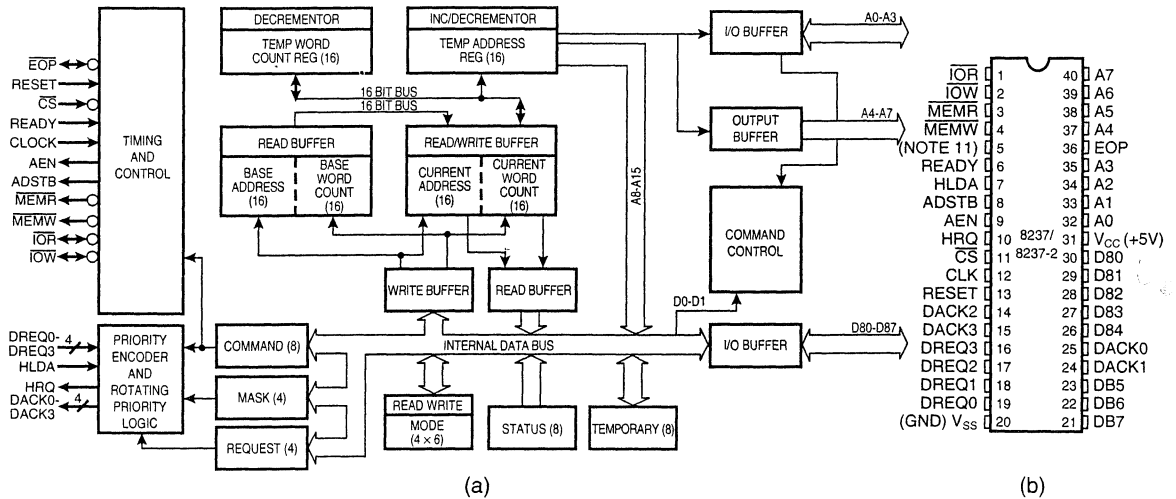 EOP
RESET
CS
READY
CLOCK
AEN
ADSTB
MEMR
MEMW
IOR
IOW
TIMING
AND
CONTROL
DREQ0-
DREQ3
4
HLDA
HRQ
DACK0-
DACK3
4
PRIORITY
ENCODER
AND
ROTATING
PRIORITY
LOGIC
DECREMENTOR
TEMP WORD
COUNT REG (16)
INC/DECREMENTOR
TEMP ADDRESS
REG (16)
16 BIT BUS
16 BIT BUS
READ BUFFER
BASE
ADDRESS
(16)
BASE
WORD
COUNT
(16)
READ/WRITE BUFFER
CURRENT
ADDRESS
(16)
CURRENT
WORD
COUNT
(16)
WRITE BUFFER
READ BUFFER
A8-A15
COMMAND (8)
MASK (4)
REQUEST (4)
INTERNAL DATA BUS
READ WRITE
MODE
(4 × 6)
STATUS (8)
TEMPORARY (8)
I/O BUFFER
A0-A3
OUTPUT
BUFFER
A4-A7
COMMAND
CONTROL
D0-D1
I/O BUFFER
D80-D87
(a)
IOR 1 40 A7
IOW 2 39 A6
MEMR 3 38 A5
MEMW 4 37 A4
(NOTE 11) 5 36 EOP
READY 6 35 A3
HLDA 7 34 A2
ADSTB 8 33 A1
AEN 9 32 A0
HRQ 10 8237/ 31 VCC (+5V)
CS 11 8237-2 30 D80
CLK 12 29 D81
RESET 13 28 D82
DACK2 14 27 D83
DACK3 15 26 D84
DREQ3 16 25 DACK0
DREQ2 17 24 DACK1
DREQ1 18 23 DB5
DREQ0 19 22 DB6
(GND) VSS 20 21 DB7
(b)